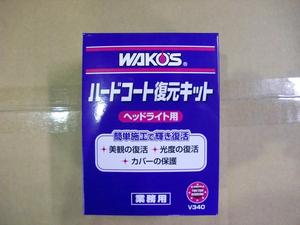 WAKO'S
ハードコート復元キット
ヘッドライト用
簡単施工で輝き復活
美観の復活 光度の復活
カバーの保護
業務用
V340